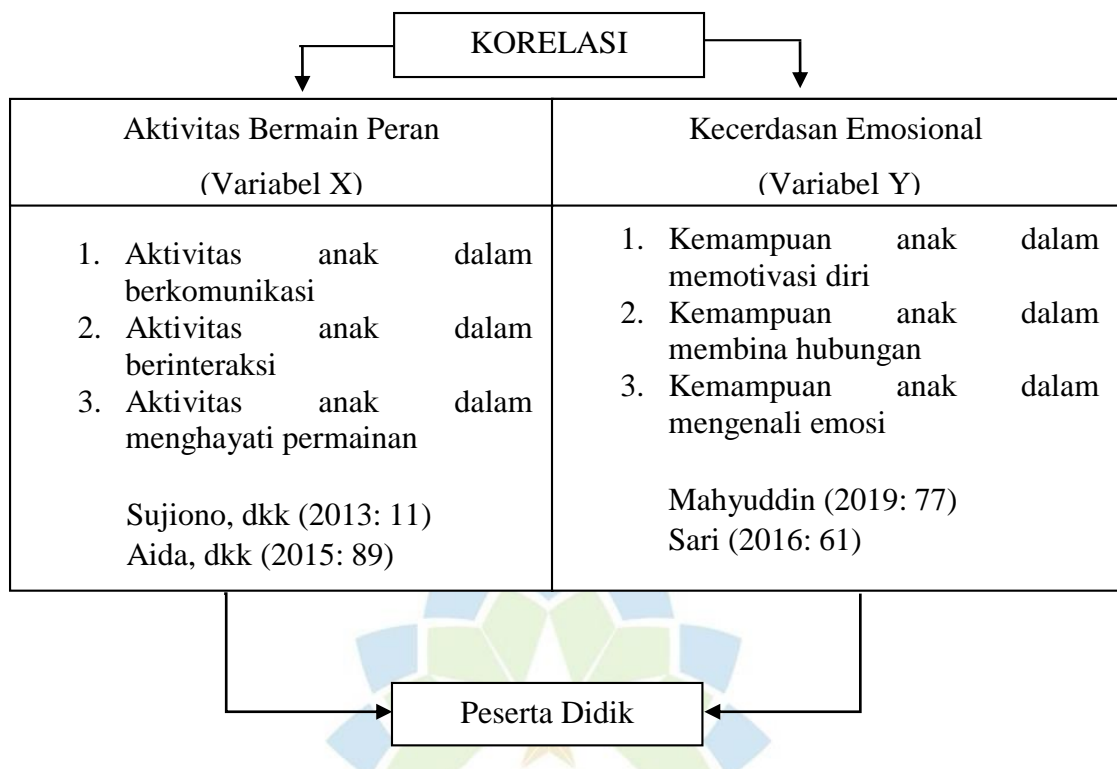 KORELASI
Aktivitas Bermain Peran
(Variabel X)
Kecerdasan Emosional
(Variabel Y)
1. Aktivitas anak dalam
berkomunikasi
2. Aktivitas anak dalam
berinteraksi
3. Aktivitas anak dalam
menghayati permainan
Sujiono, dkk (2013: 11)
Aida, dkk (2015: 89)
1. Kemampuan anak dalam
memotivasi diri
2. Kemampuan anak dalam
membina hubungan
3. Kemampuan anak dalam
mengenali emosi
Mahyuddin (2019: 77)
Sari (2016: 61)
Peserta Didik